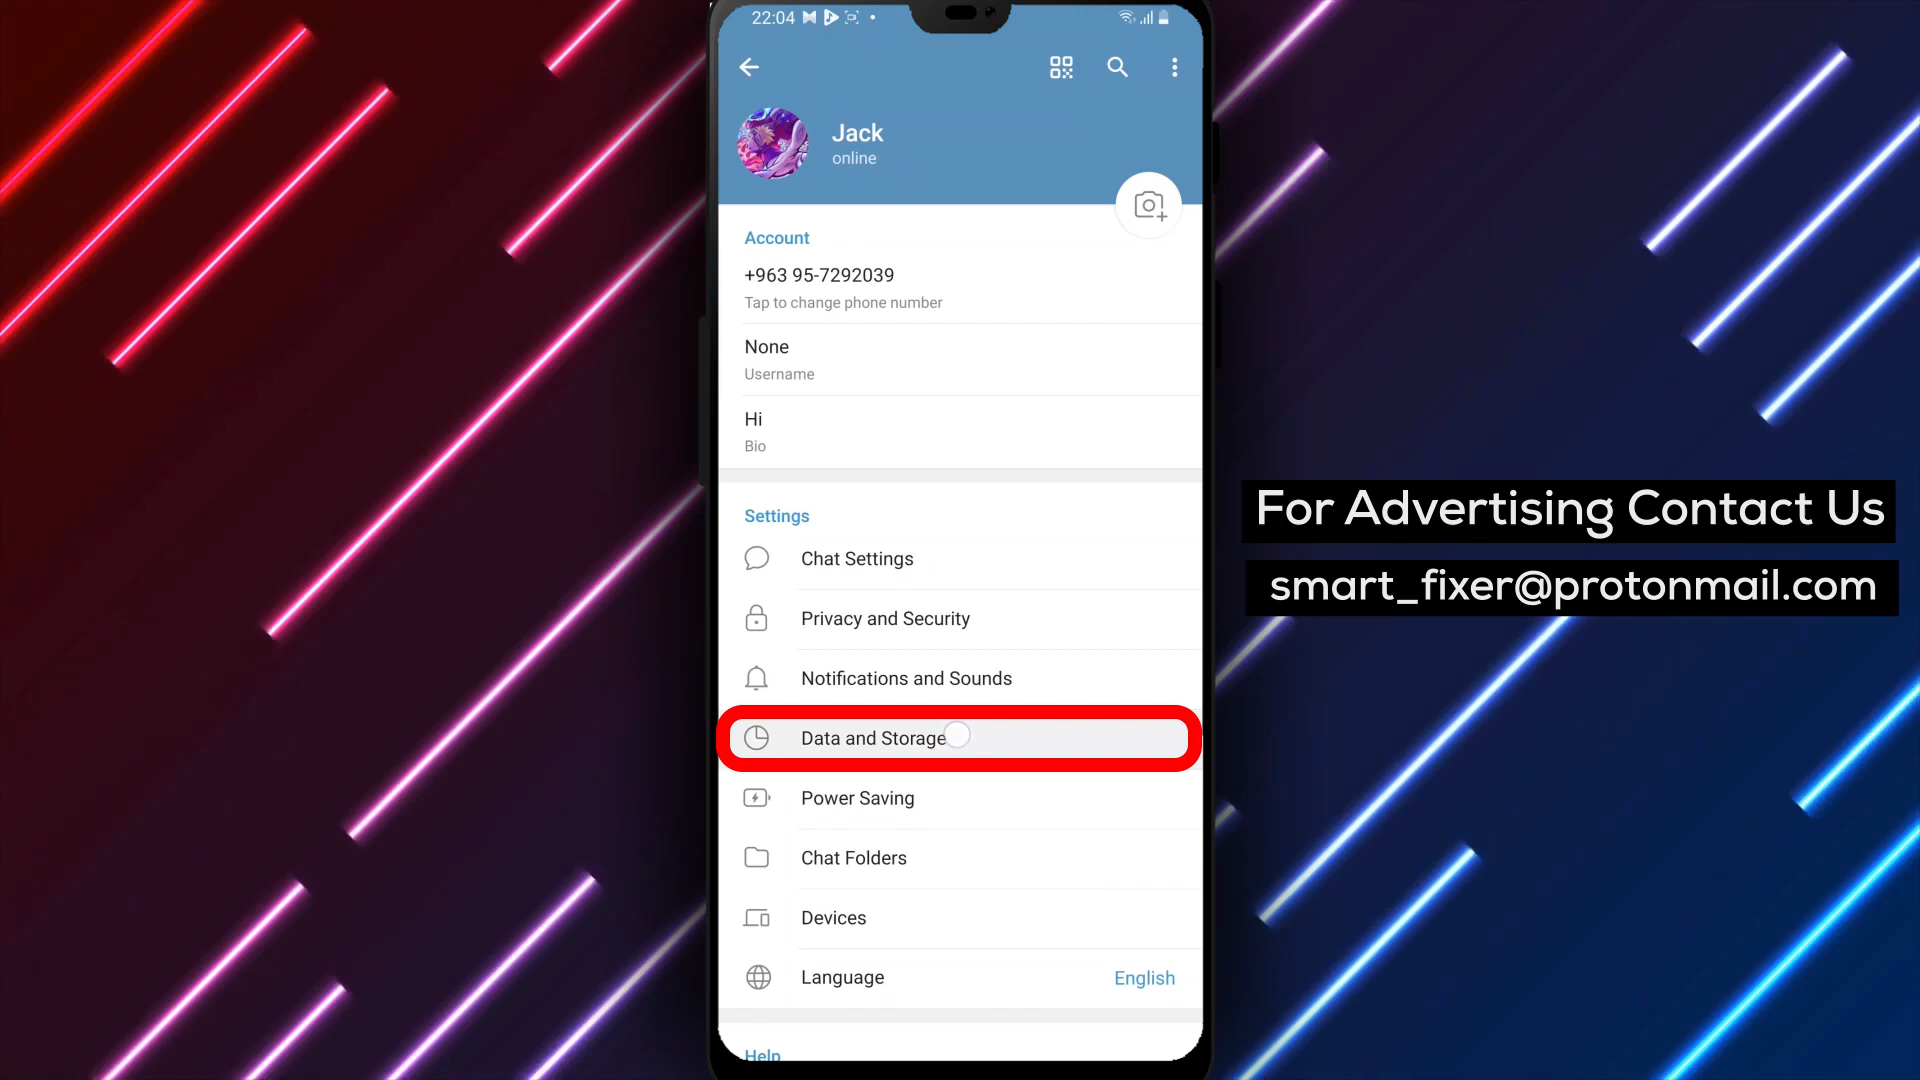 22:04
Jack
online
Account
+963 95-7292039
Tap to change phone number
None
Username
Hi
Bio
Settings
Chat Settings
Privacy and Security
Notifications and Sounds
Data and Storage
Power Saving
Chat Folders
Devices
Language English
Help
For Advertising Contact Us
smart_fixer@protonmail.com